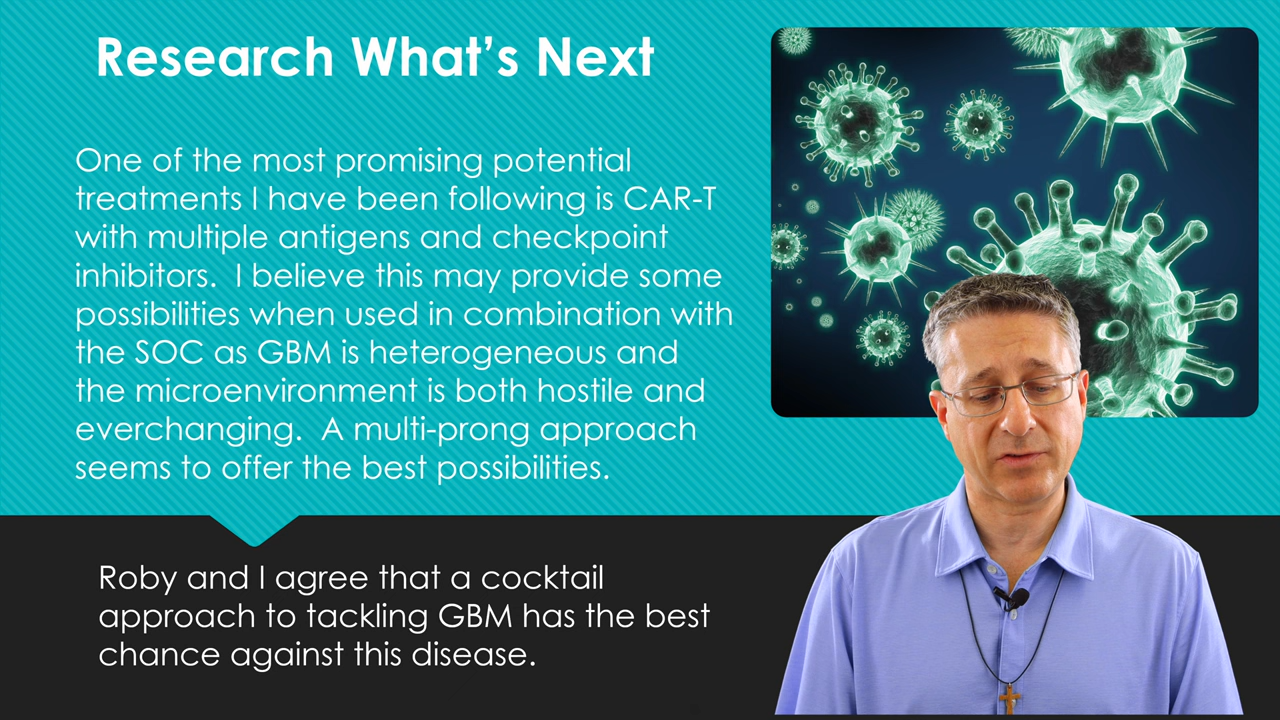 Research What's Next
One of the most promising potential
treatments I have been following is CAR-T
with multiple antigens and checkpoint
inhibitors.  I believe this may provide some
possibilities when used in combination with
the SOC as GBM is heterogeneous and
the microenvironment is both hostile and
everchanging.  A multi-prong approach
seems to offer the best possibilities.
Roby and I agree that a cocktail
approach to tackling GBM has the best
chance against this disease.